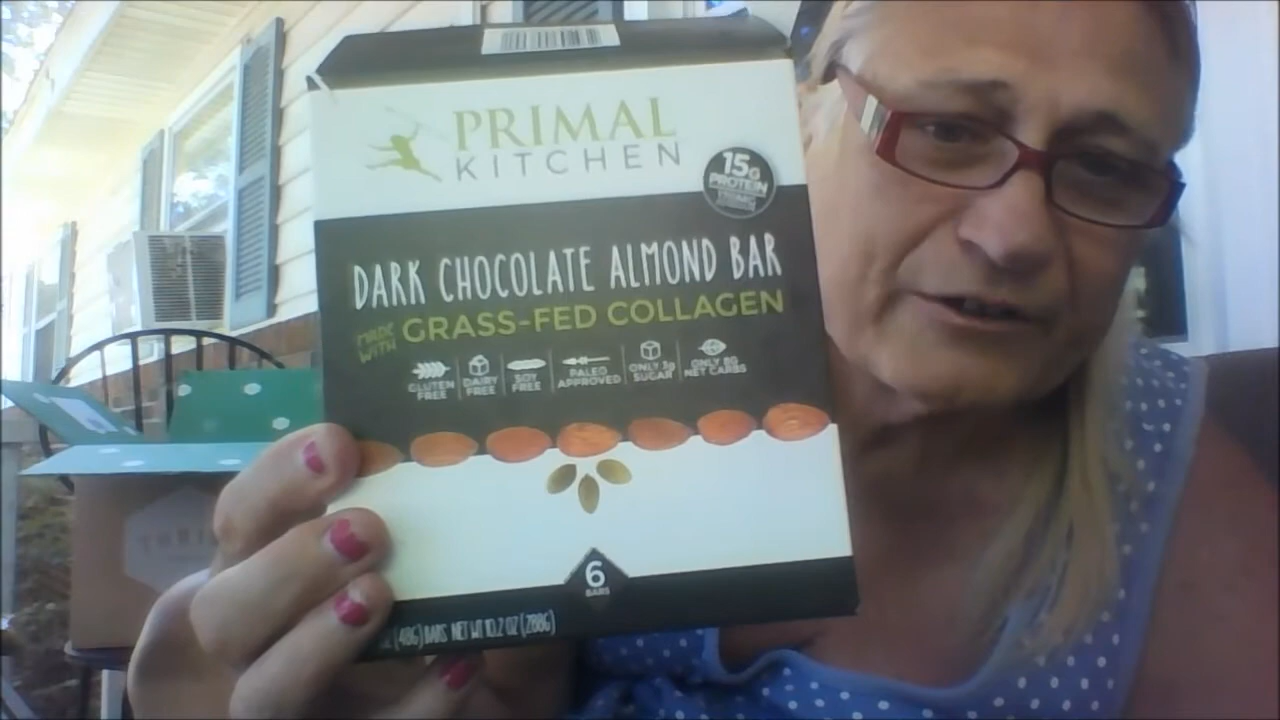 PRIMAL
KITCHEN
15g
PROTEIN
DARK CHOCOLATE ALMOND BAR
MADE
WITH
GRASS-FED COLLAGEN
GLUTEN
FREE
DAIRY
FREE
SOY
FREE
PALEO
APPROVED
ONLY 3g
SUGAR
ONLY 8G
NET CARBS
6
BARS
(48G) BARS NET WT 10.2 OZ (288G)